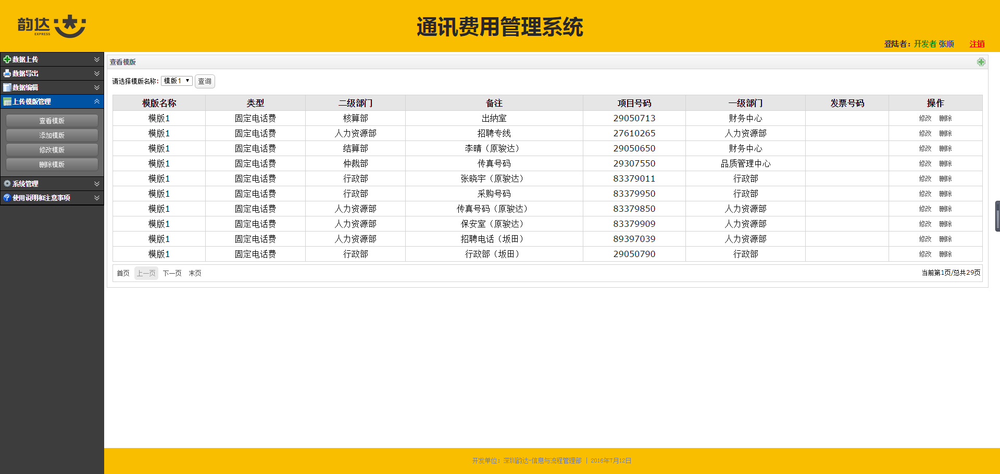 韵达
EXPRESS
通讯费用管理系统
登陆者：开发者 张顺 注销
数据上传
数据导出
数据编辑
上传模版管理
查看模版
添加模版
修改模版
删除模版
系统管理
使用说明和注意事项
查看模版
请选择模版名称: 模版1 查询
模版名称 类型 二级部门 备注 项目号码 一级部门 发票号码 操作
模版1 固定电话费 核算部 出纳室 29050713 财务中心 修改 删除
模版1 固定电话费 人力资源部 招聘专线 27610265 人力资源部 修改 删除
模版1 固定电话费 结算部 李晴（原骏达） 29050650 财务中心 修改 删除
模版1 固定电话费 仲裁部 传真号码 29307550 品质管理中心 修改 删除
模版1 固定电话费 行政部 张晓宇（原骏达） 83379011 行政部 修改 删除
模版1 固定电话费 行政部 采购号码 83379950 行政部 修改 删除
模版1 固定电话费 人力资源部 传真号码（原骏达） 83379850 人力资源部 修改 删除
模版1 固定电话费 人力资源部 保安室（原骏达） 83379909 人力资源部 修改 删除
模版1 固定电话费 人力资源部 招聘电话（坂田） 89397039 人力资源部 修改 删除
模版1 固定电话费 行政部 行政部（坂田） 29050790 行政部 修改 删除
首页 上一页 下一页 末页 当前第1页/总共29页
开发单位：深圳韵达-信息与流程管理部 | 2016年7月12日